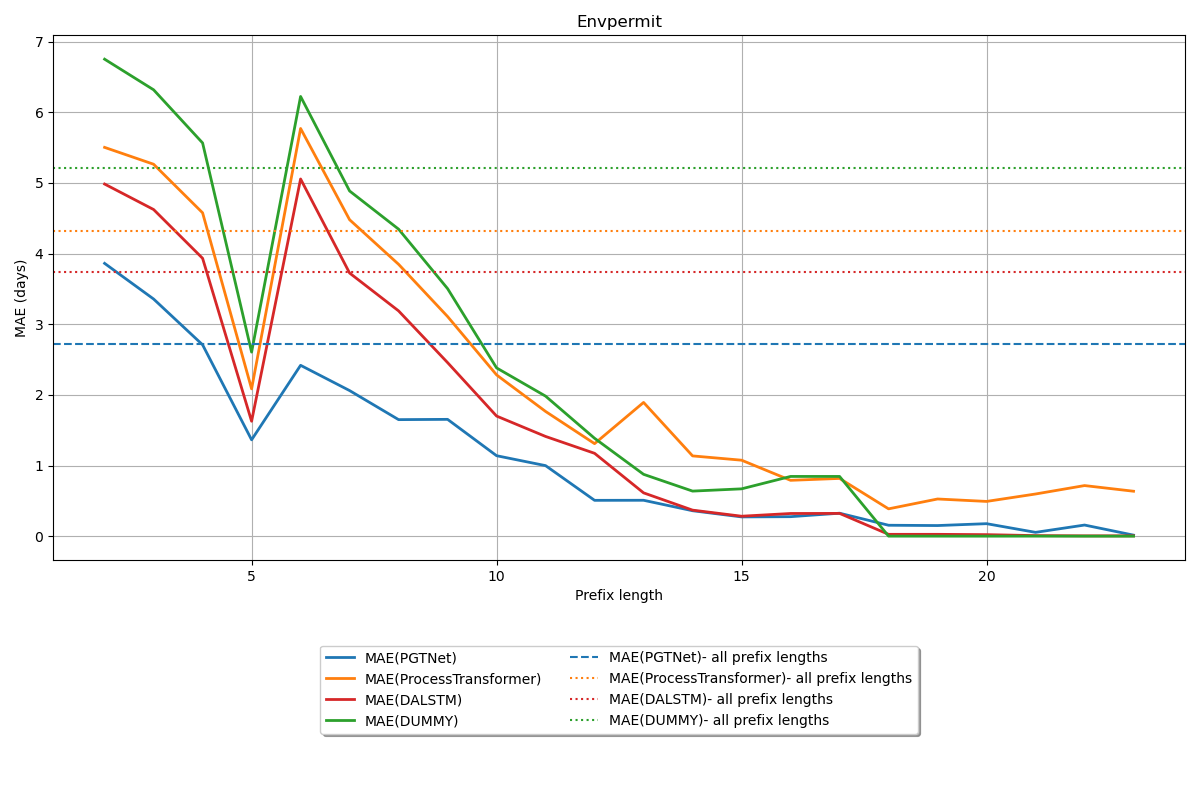 Envpermit
7
6
5
4
3
2
1
0
MAE (days)
5 10 15 20
Prefix length
MAE(PGTNet)
MAE(ProcessTransformer)
MAE(DALSTM)
MAE(DUMMY)
MAE(PGTNet)- all prefix lengths
MAE(ProcessTransformer)- all prefix lengths
MAE(DALSTM)- all prefix lengths
MAE(DUMMY)- all prefix lengths